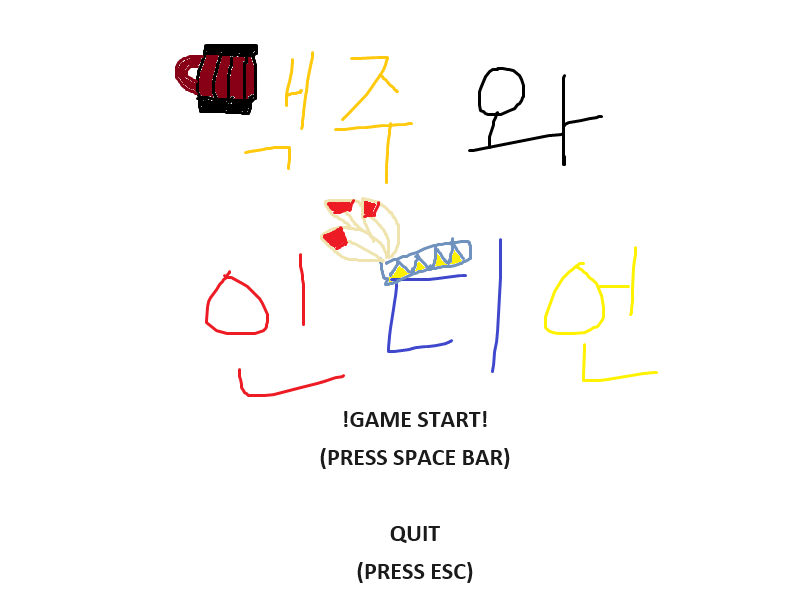 맥주와
인디언
!GAME START!
(PRESS SPACE BAR)
QUIT
(PRESS ESC)